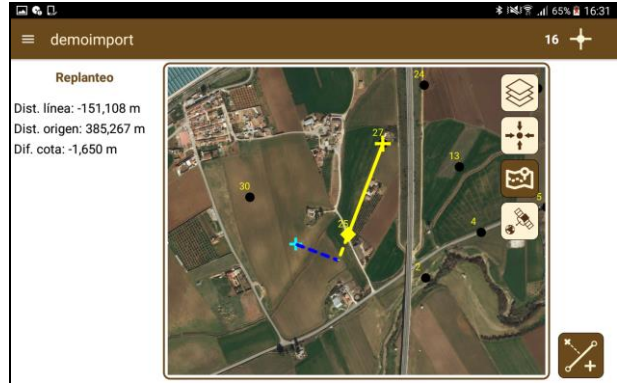 65% 16:31
demoimport
16
Replanteo
Dist. línea: -151,108 m
Dist. origen: 385,267 m
Dif. cota: -1,650 m
24
27
13
30
5
25
4
2